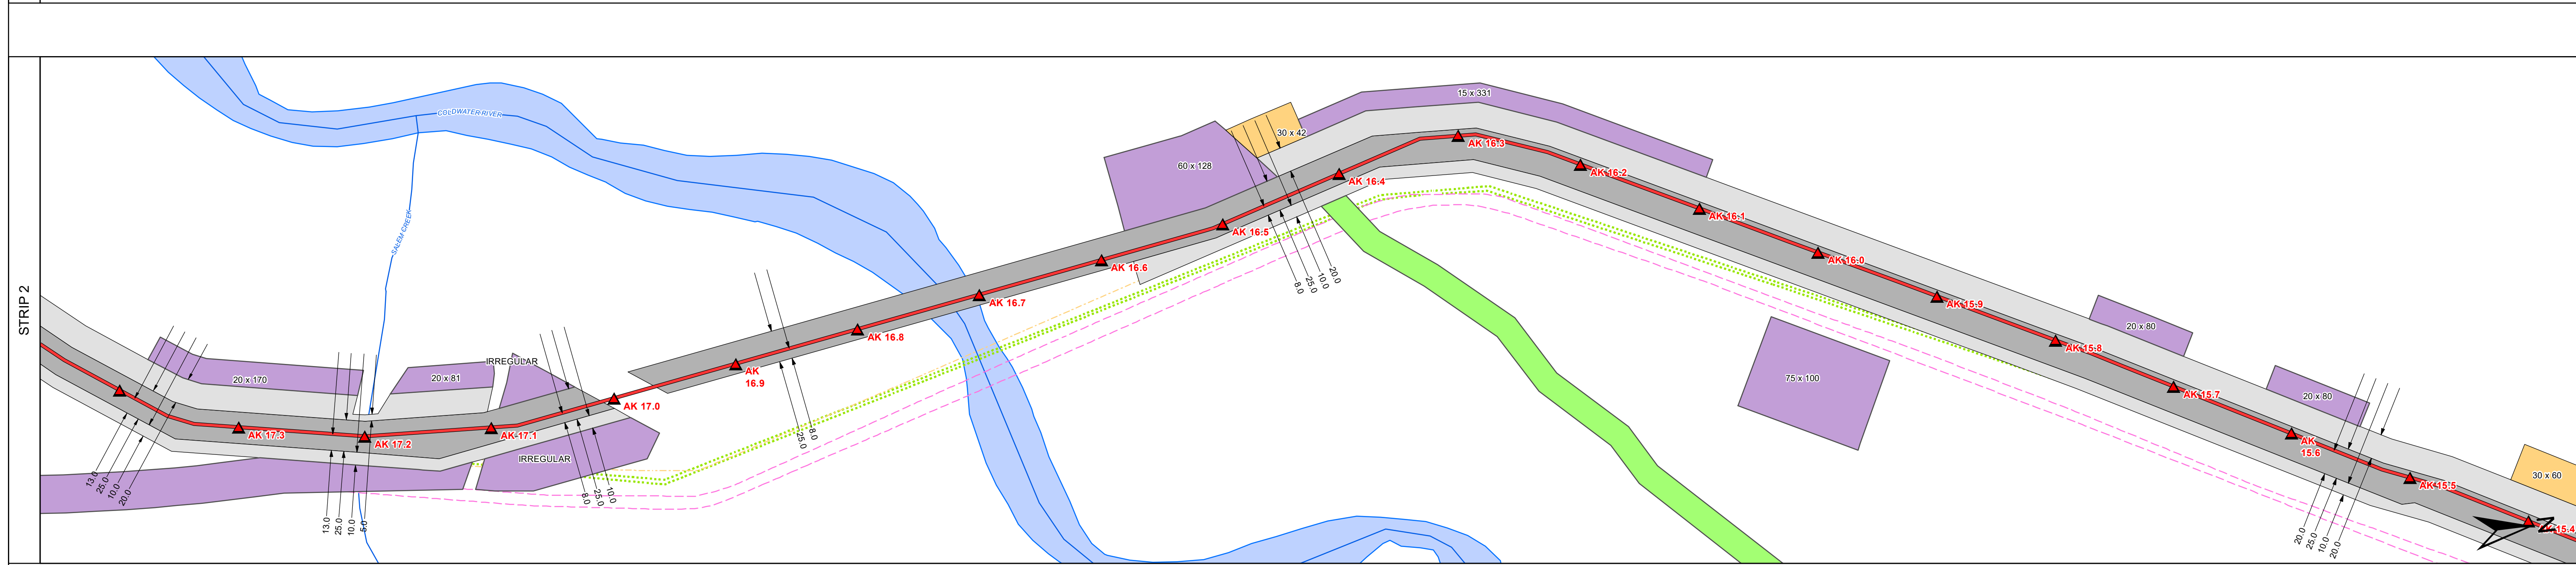 STRIP 2
COLDWATER RIVER
SALEM CREEK
15 x 331
30 x 42
60 x 128
AK 16.3
AK 16.2
AK 16.4
AK 16.1
AK 16.5
AK 16.0
AK 16.6
AK 15.9
AK 16.7
20 x 80
AK 15.8
AK 16.8
8.0
25.0
10.0
20.0
IRREGULAR
20 x 170
20 x 81
AK
16.9
75 x 100
AK 15.7
20 x 80
AK 17.0
AK 17.3
AK 17.2
AK 17.1
25.0
8.0
AK
15.6
IRREGULAR
13.0
25.0
10.0
20.0
8.0
25.0
10.0
AK 15.5
30 x 60
13.0
25.0
10.0
5.0
20.0
25.0
10.0
20.0
Z
15.4